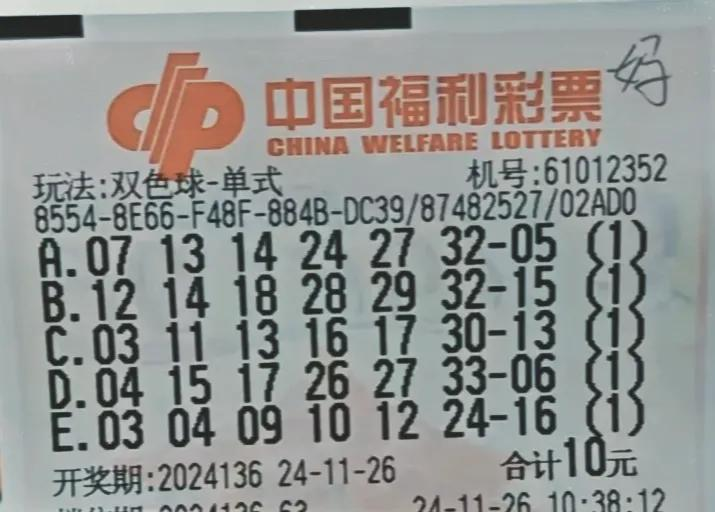 中国福利彩票
CHINA WELFARE LOTTERY
玩法:双色球-单式 机号:61012352
8554-8E66-F48F-884B-DC39/87482527/02AD0
A.07 13 14 24 27 32-05 (1)
B.12 14 18 28 29 32-15 (1)
C.03 11 13 16 17 30-13 (1)
D.04 15 17 26 27 33-06 (1)
E.03 04 09 10 12 24-16 (1)
开奖期:2024136 24-11-26 合计10元
24-11-26 10:38:12